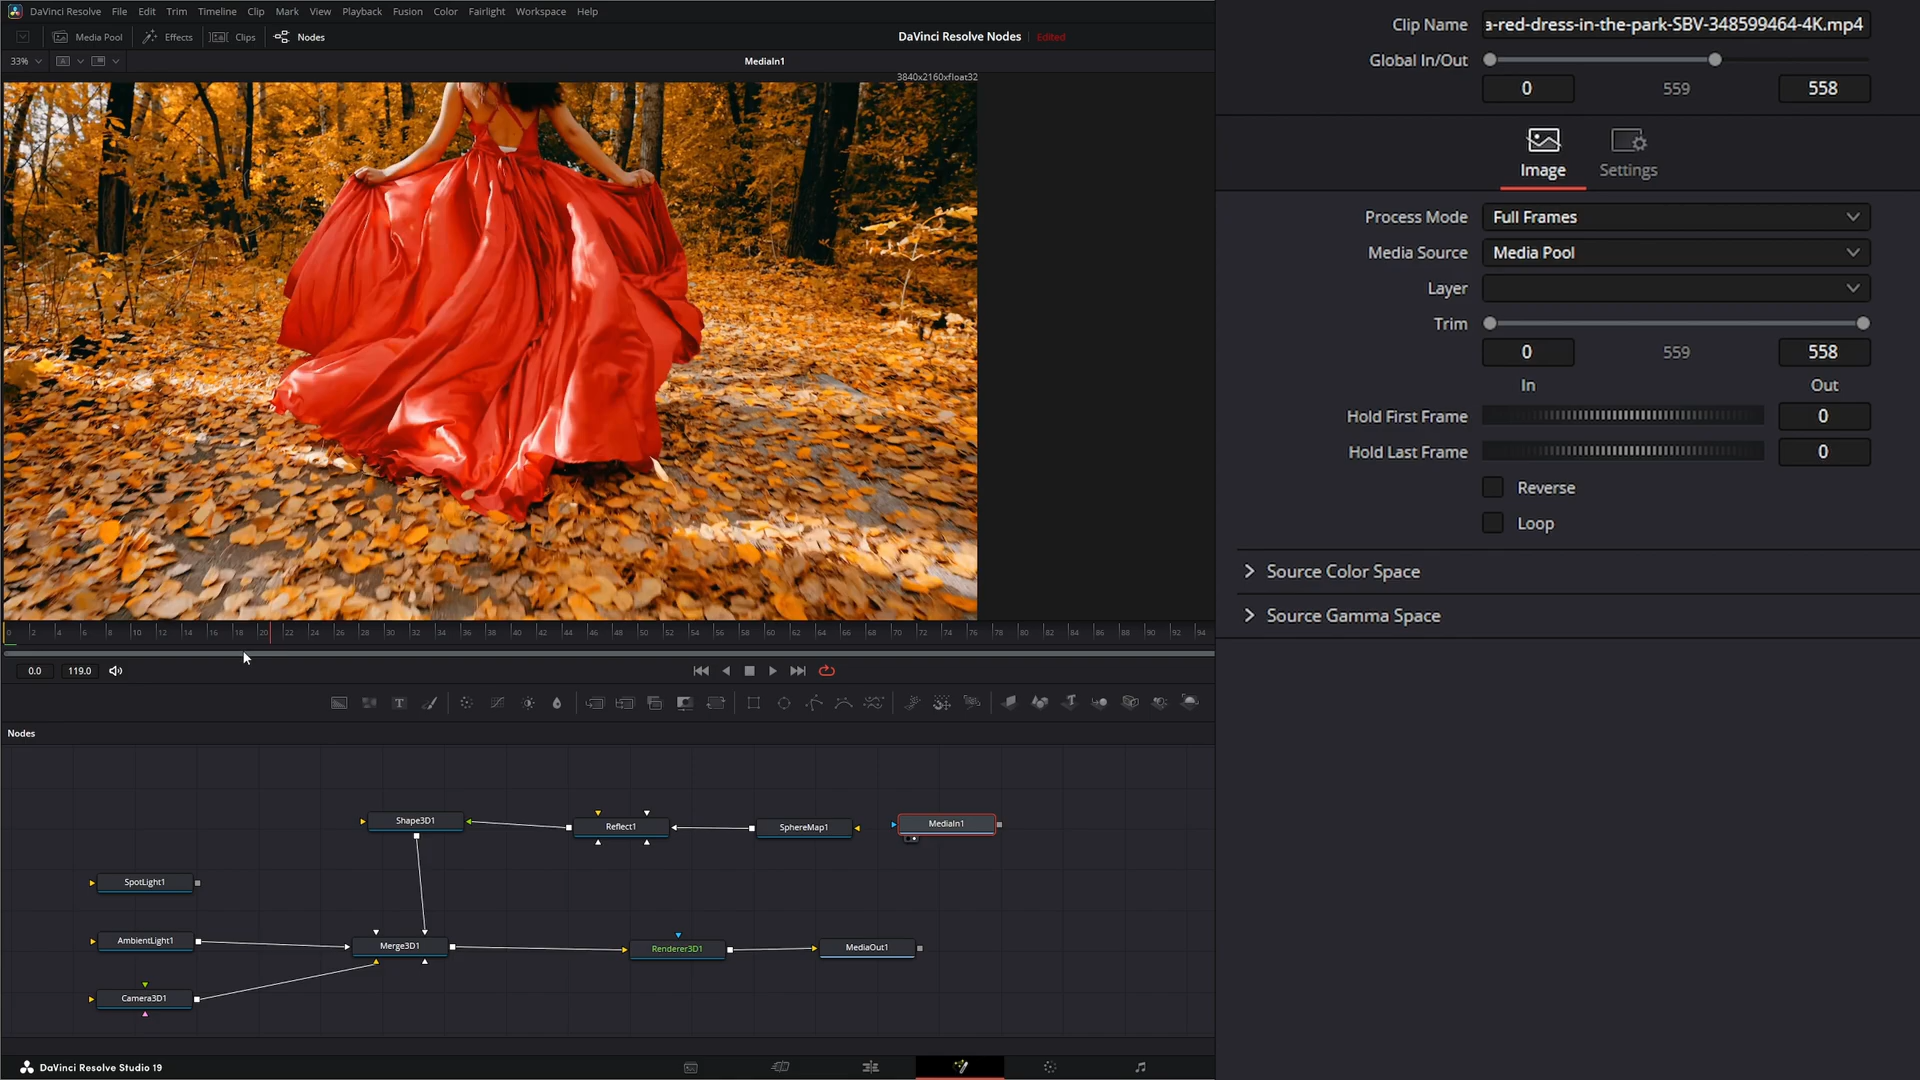 DaVinci Resolve File Edit Trim Timeline Clip Mark View Playback Fusion Color Fairlight Workspace Help
Media Pool Effects Clips Nodes DaVinci Resolve Nodes Edited
33% MediaIn1
3840x2160xfloat32
0 2 4 6 8 10 12 14 16 18 20 22 24 26 28 30 32 34 36 38 40 42 44 46 48 50 52 54 56 58 60 62 64 66 68 70 72 74 76 78 80 82 84 86 88 90 92 94
0.0 119.0
T
Nodes
Shape3D1 Reflect1 SphereMap1 MediaIn1
SpotLight1
AmbientLight1 Merge3D1 Renderer3D1 MediaOut1
Camera3D1
DaVinci Resolve Studio 19
Clip Name a-red-dress-in-the-park-SBV-348599464-4K.mp4
Global In/Out
0 559 558
Image Settings
Process Mode Full Frames
Media Source Media Pool
Layer
Trim
0 559 558
In Out
Hold First Frame 0
Hold Last Frame 0
Reverse
Loop
Source Color Space
Source Gamma Space